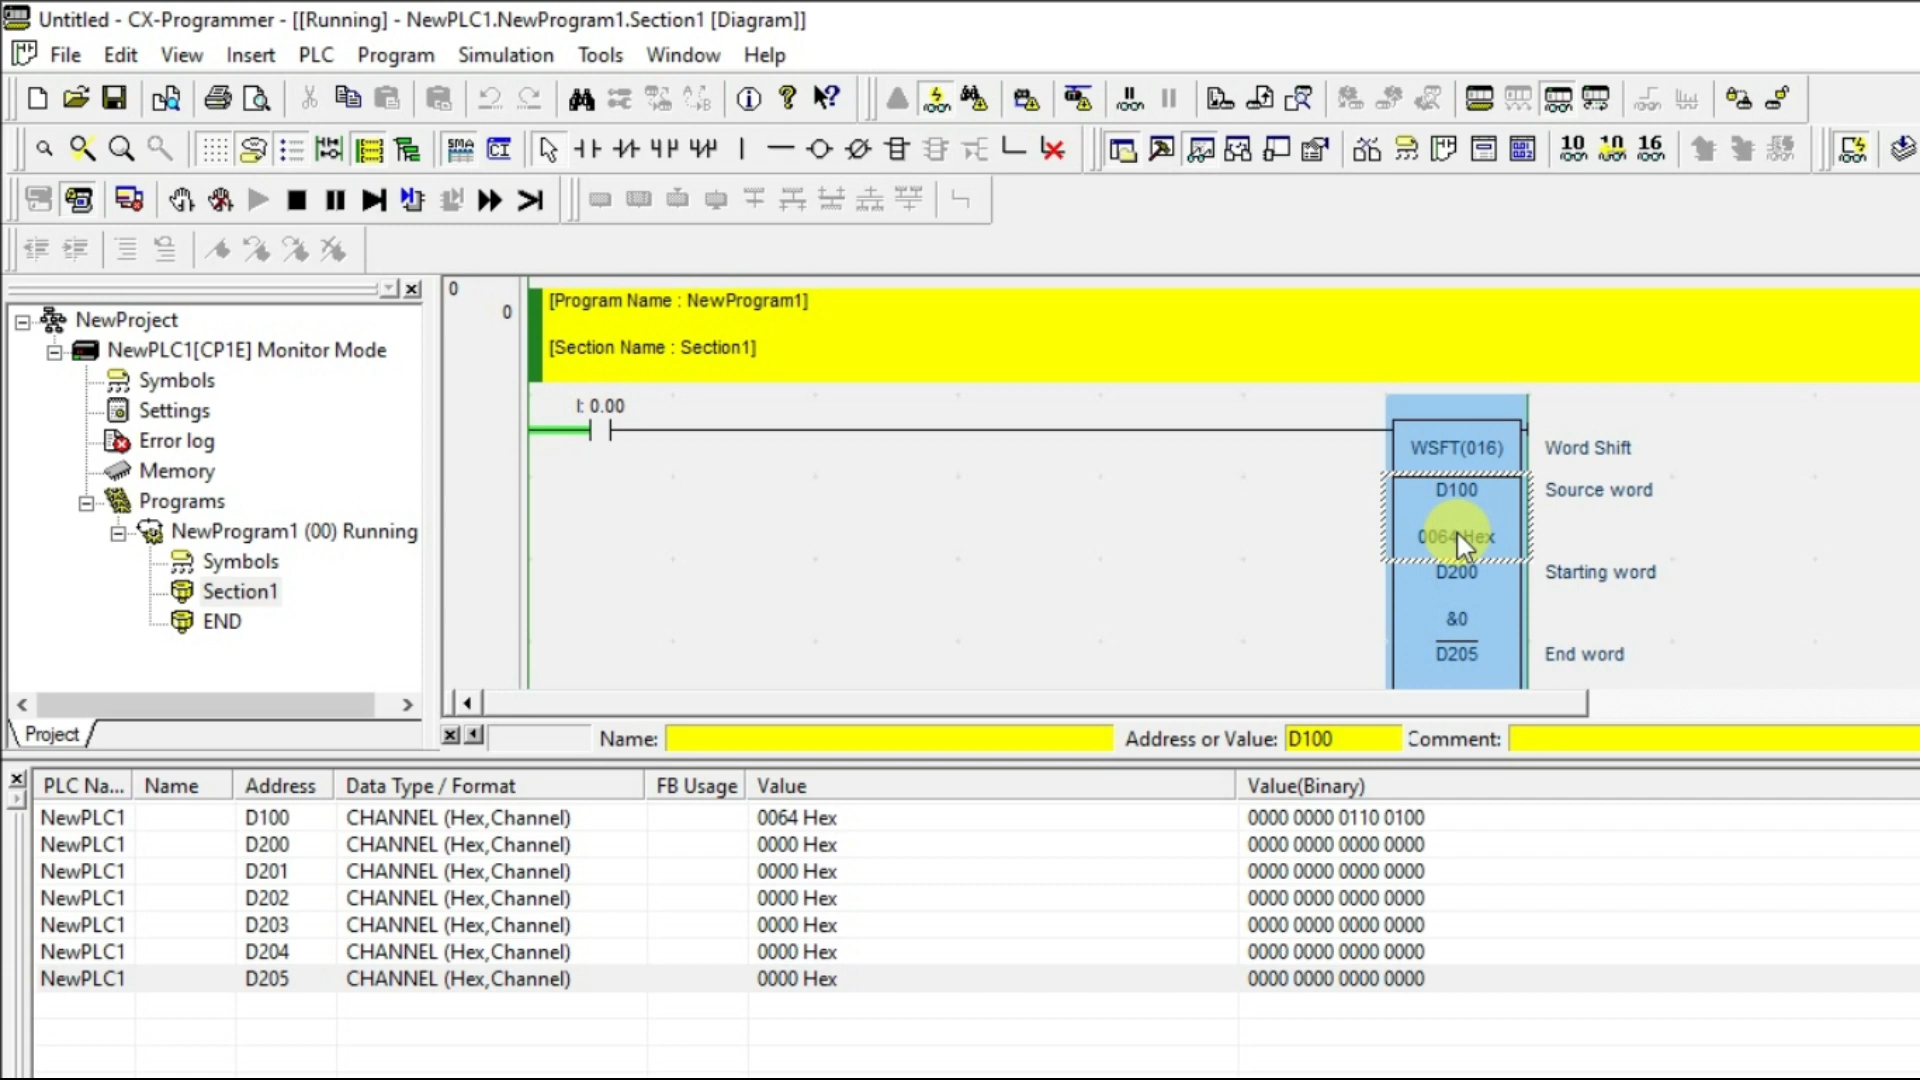 Untitled - CX-Programmer - [[Running] - NewPLC1.NewProgram1.Section1 [Diagram]]
File Edit View Insert PLC Program Simulation Tools Window Help
SMA CI 10 10 16
NewProject
NewPLC1[CP1E] Monitor Mode
Symbols
Settings
Error log
Memory
Programs
NewProgram1 (00) Running
Symbols
Section1
END
Project
0
0
[Program Name : NewProgram1]
[Section Name : Section1]
I: 0.00
WSFT(016) Word Shift
D100 Source word
0064 Hex
D200 Starting word
&0
D205 End word
Name: Address or Value: D100 Comment:
PLC Na... Name Address Data Type / Format FB Usage Value Value(Binary)
NewPLC1 D100 CHANNEL (Hex,Channel) 0064 Hex 0000 0000 0110 0100
NewPLC1 D200 CHANNEL (Hex,Channel) 0000 Hex 0000 0000 0000 0000
NewPLC1 D201 CHANNEL (Hex,Channel) 0000 Hex 0000 0000 0000 0000
NewPLC1 D202 CHANNEL (Hex,Channel) 0000 Hex 0000 0000 0000 0000
NewPLC1 D203 CHANNEL (Hex,Channel) 0000 Hex 0000 0000 0000 0000
NewPLC1 D204 CHANNEL (Hex,Channel) 0000 Hex 0000 0000 0000 0000
NewPLC1 D205 CHANNEL (Hex,Channel) 0000 Hex 0000 0000 0000 0000